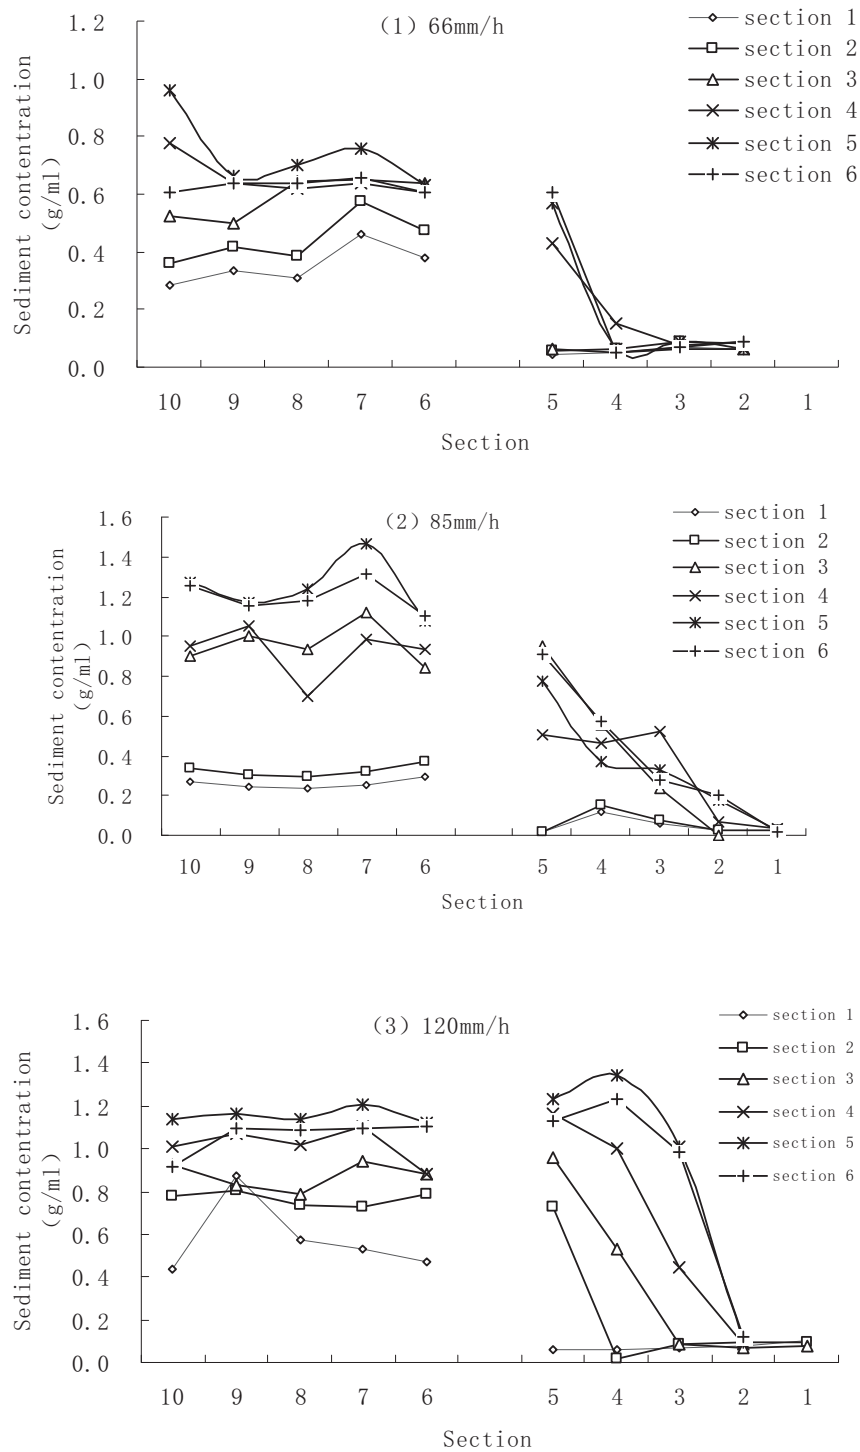 (1) 66mm/h
section 1
section 2
section 3
section 4
section 5
section 6
Sediment contentration
(g/ml)
1.2
1.0
0.8
0.6
0.4
0.2
0.0
10 9 8 7 6 5 4 3 2 1
Section
(2) 85mm/h
section 1
section 2
section 3
section 4
section 5
section 6
Sediment contentration
(g/ml)
1.6
1.4
1.2
1.0
0.8
0.6
0.4
0.2
0.0
10 9 8 7 6 5 4 3 2 1
Section
(3) 120mm/h
section 1
section 2
section 3
section 4
section 5
section 6
Sediment contentration
(g/ml)
1.6
1.4
1.2
1.0
0.8
0.6
0.4
0.2
0.0
10 9 8 7 6 5 4 3 2 1
Section